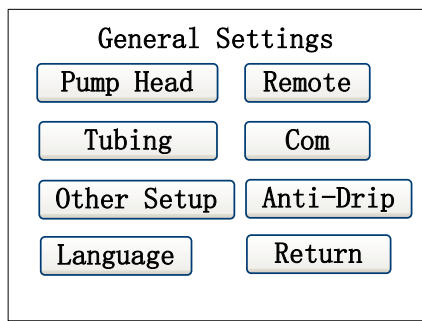 General Settings
Pump Head Remote
Tubing Com
Other Setup Anti-Drip
Language Return